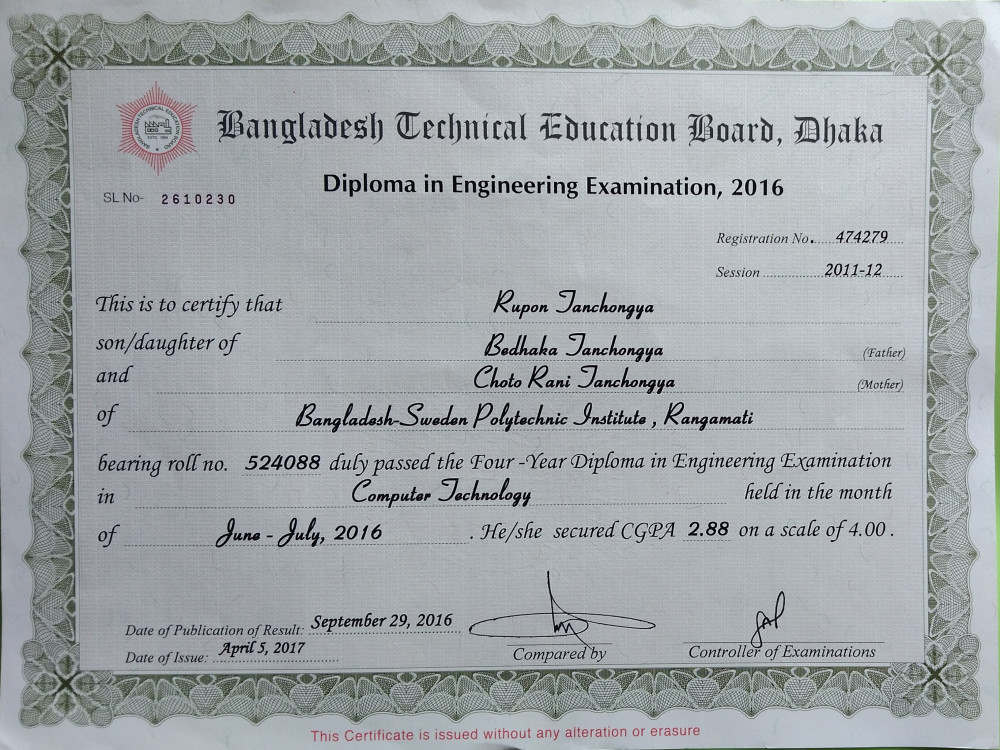 BANGLADESH TECHNICAL EDUCATION BOARD
Bangladesh Technical Education Board, Dhaka
Diploma in Engineering Examination, 2016
SL No- 2610230
Registration No. 474279
Session 2011-12
This is to certify that Rupon Tanchongya
son/daughter of Bedhaka Tanchongya (Father)
and Choto Rani Tanchongya (Mother)
of Bangladesh-Sweden Polytechnic Institute , Rangamati
bearing roll no. 524088 duly passed the Four -Year Diploma in Engineering Examination
in Computer Technology held in the month
of June - July, 2016 . He/she secured CGPA 2.88 on a scale of 4.00 .
Date of Publication of Result: September 29, 2016
Date of Issue: April 5, 2017
Compared by
Controller of Examinations
This Certificate is issued without any alteration or erasure